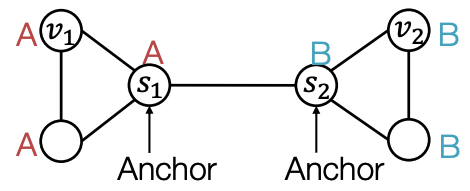 A v₁ A v₂ B
s₁ B s₂
A B
Anchor Anchor